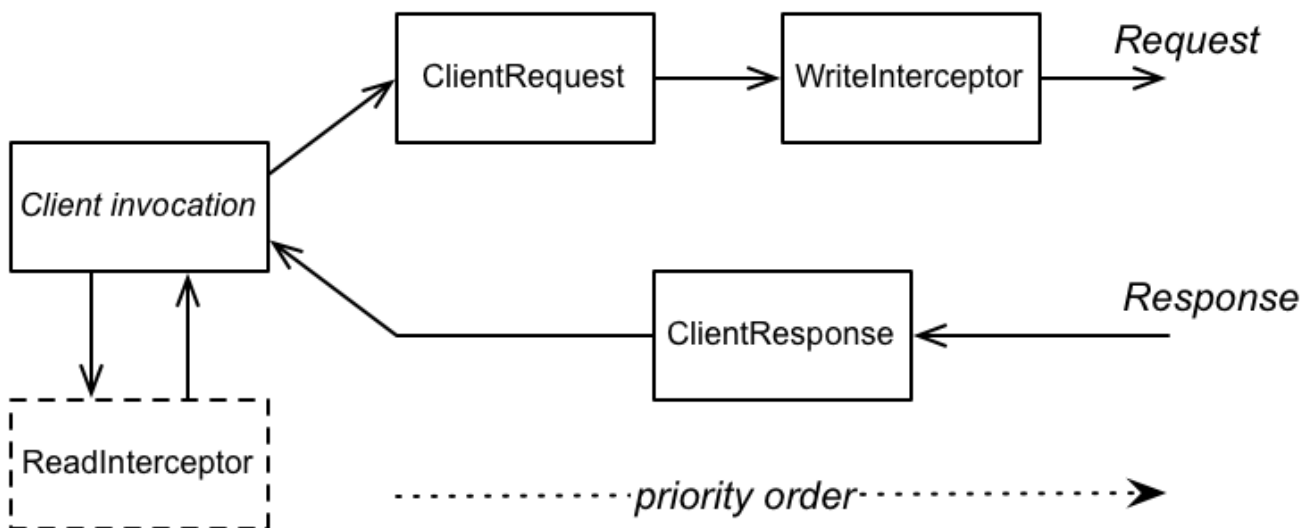 Request
ClientRequest
WriteInterceptor
Client invocation
Response
ClientResponse
ReadInterceptor
priority order